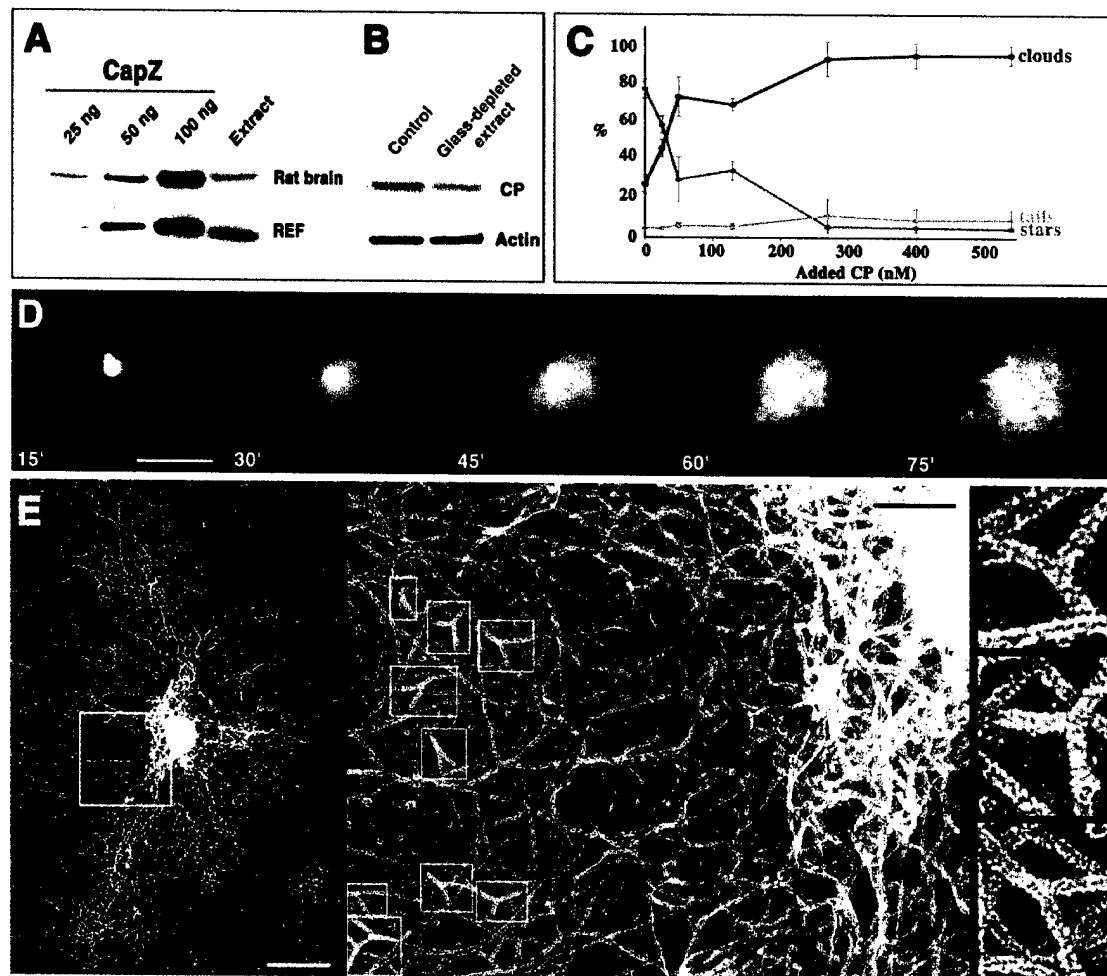 A
CapZ
25 ng
50 ng
100 ng
Extract
Rat brain
REF
B
Control
Glass-depleted
extract
CP
Actin
C
100
80
60
40
20
0
%
clouds
tails
stars
0 100 200 300 400 500
Added CP (nM)
D
15' 30' 45' 60' 75'
E